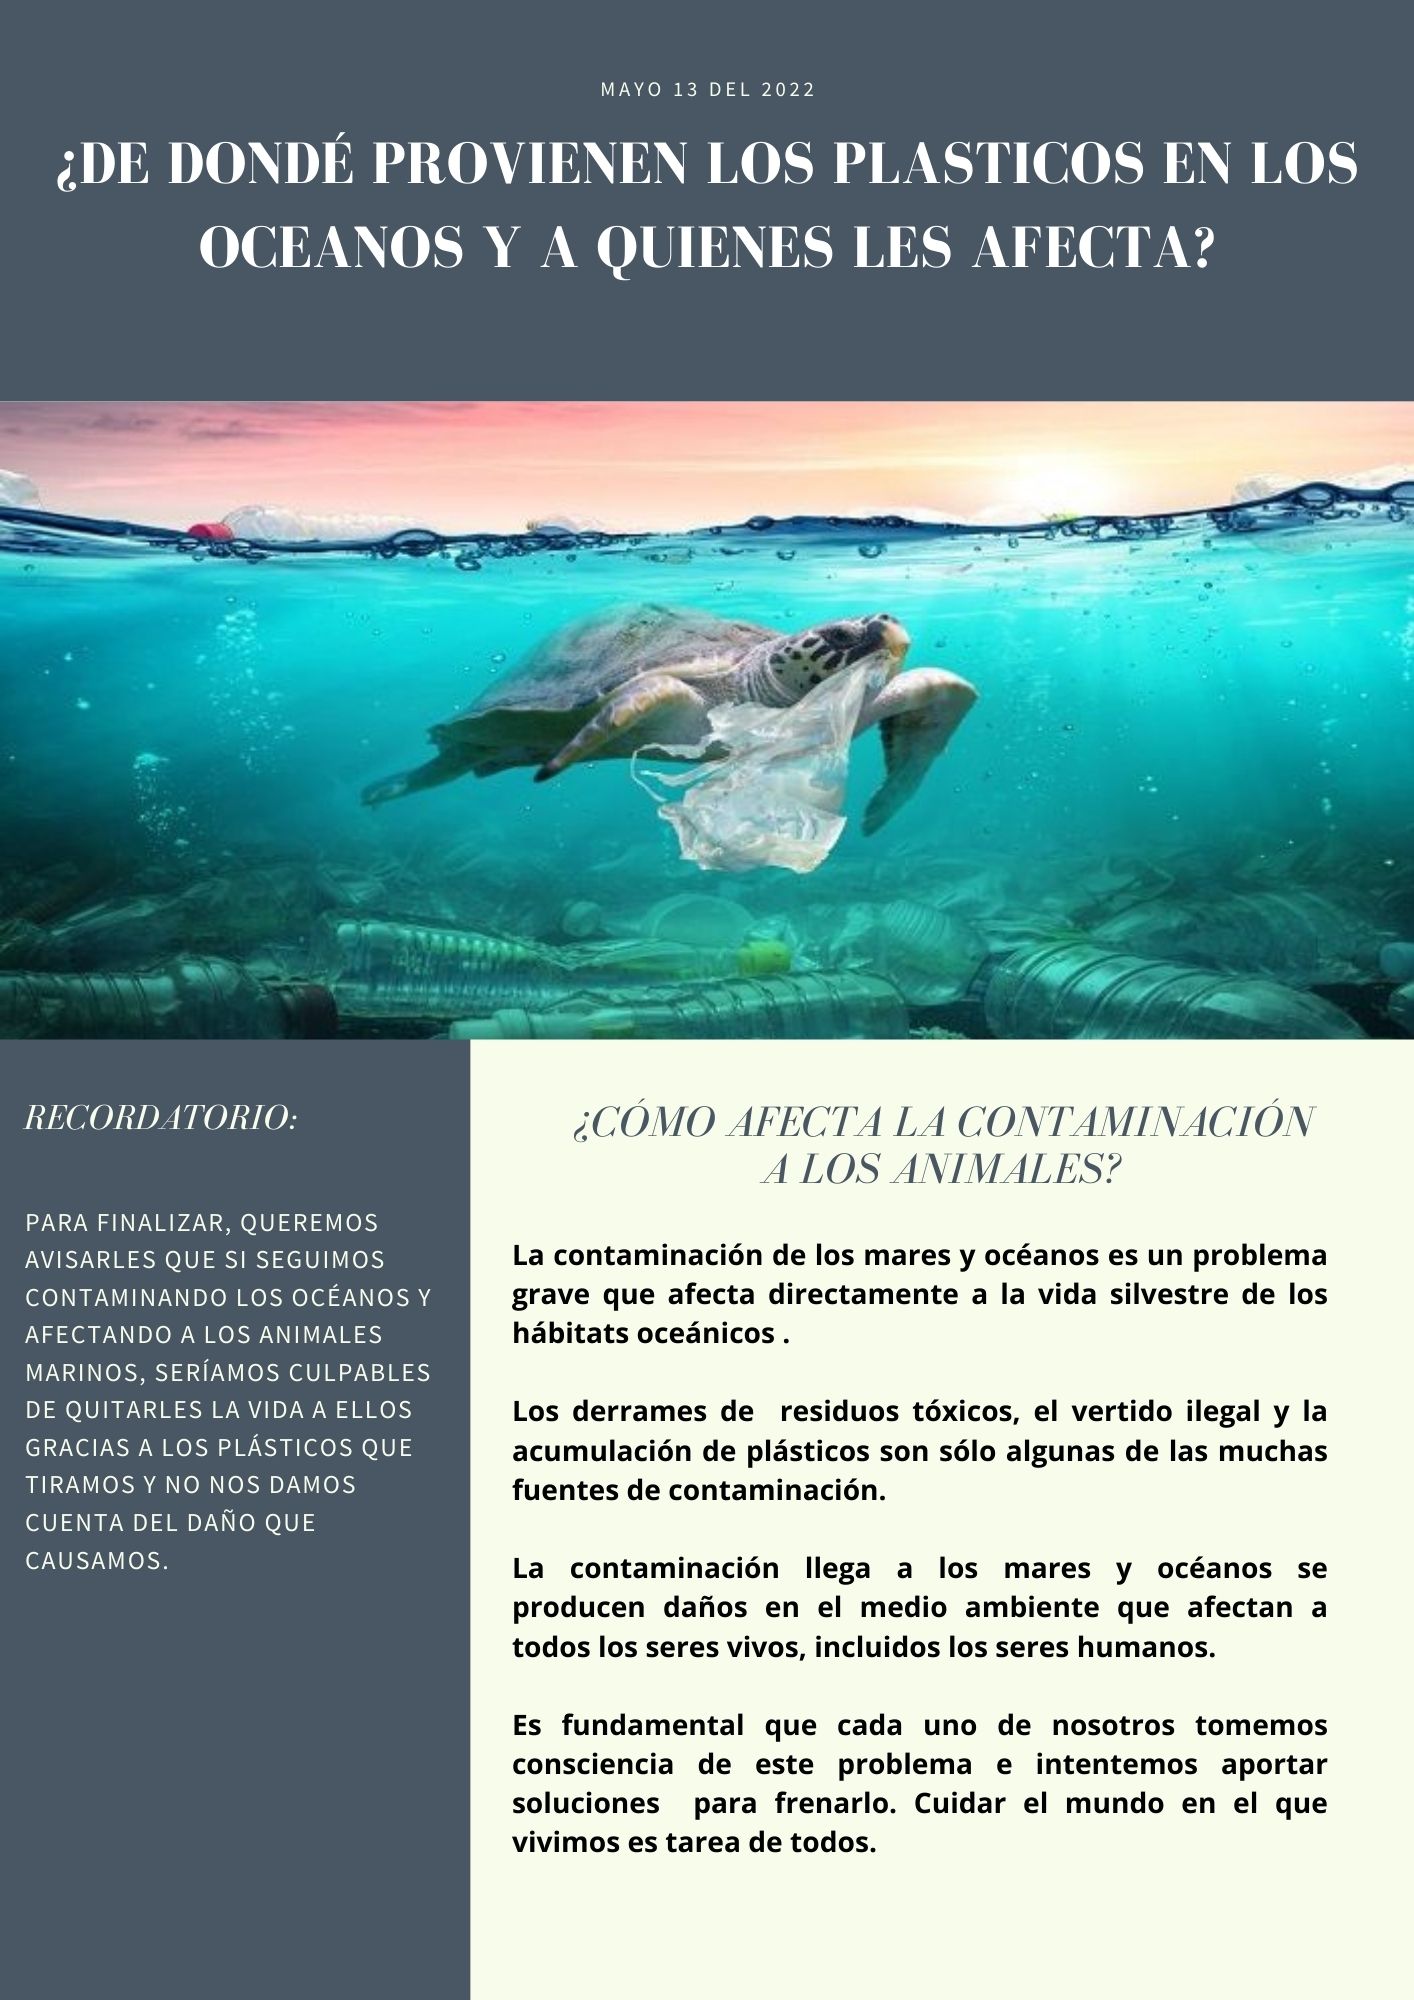 MAYO 13 DEL 2022
¿DE DONDÉ PROVIENEN LOS PLASTICOS EN LOS
OCEANOS Y A QUIENES LES AFECTA?
RECORDATORIO:
PARA FINALIZAR, QUEREMOS
AVISARLES QUE SI SEGUIMOS
CONTAMINANDO LOS OCÉANOS Y
AFECTANDO A LOS ANIMALES
MARINOS, SERÍAMOS CULPABLES
DE QUITARLES LA VIDA A ELLOS
GRACIAS A LOS PLÁSTICOS QUE
TIRAMOS Y NO NOS DAMOS
CUENTA DEL DAÑO QUE
CAUSAMOS.
¿CÓMO AFECTA LA CONTAMINACIÓN
A LOS ANIMALES?
La contaminación de los mares y océanos es un problema
grave que afecta directamente a la vida silvestre de los
hábitats oceánicos .
Los derrames de  residuos tóxicos, el vertido ilegal y la
acumulación de plásticos son sólo algunas de las muchas
fuentes de contaminación.
La contaminación llega a los mares y océanos se
producen daños en el medio ambiente que afectan a
todos los seres vivos, incluidos los seres humanos.
Es fundamental que cada uno de nosotros tomemos
consciencia de este problema e intentemos aportar
soluciones  para frenarlo. Cuidar el mundo en el que
vivimos es tarea de todos.